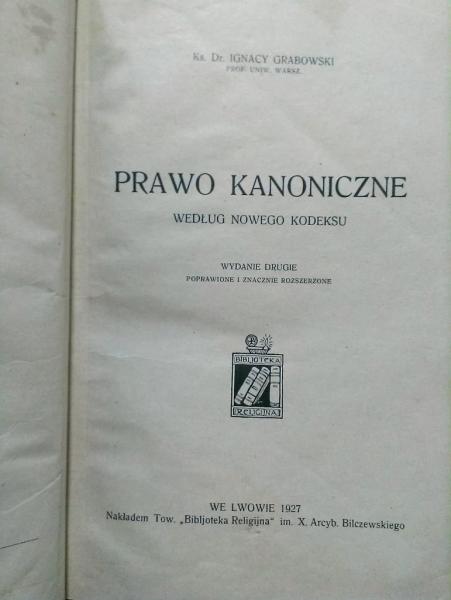 Ks. Dr. IGNACY GRABOWSKI
PROF. UNIW. WARSZ.
PRAWO KANONICZNE
WEDŁUG NOWEGO KODEKSU
WYDANIE DRUGIE
POPRAWIONE I ZNACZNIE ROZSZERZONE
BIBLJOTEKA
RELIGIJNA
WE LWOWIE 1927
Nakładem Tow. „Bibljoteka Religijna" im. X. Arcyb. Bilczewskiego